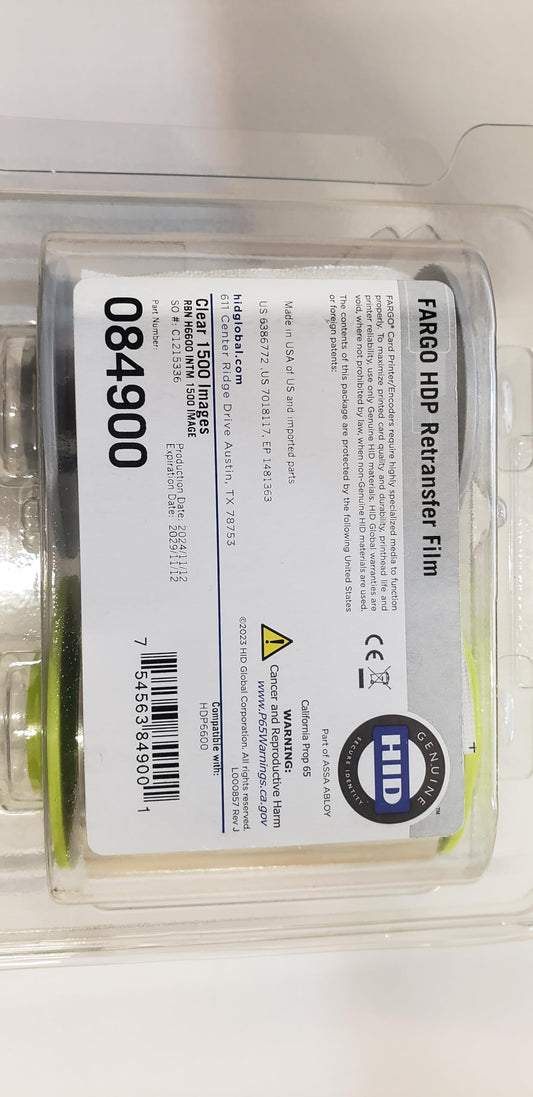 FARGO HDP Retransfer Film
FARGO® Card Printer/Encoders require highly specialized media to function
properly. To maximize printed card quality and durability, printhead life and
printer reliability, use only Genuine HID materials. HID Global warranties are
void, where not prohibited by law, when non-Genuine HID materials are used.
The contents of this package are protected by the following United States
or foreign patents:
Made in USA of US and imported parts
US 6386772 ,US 7018117, EP 1481363
hidglobal.com
611 Center Ridge Drive Austin, TX 78753
Clear 1500 Images
RBN H6600 INTM 1500 IMAGE
SO #: C1215336
Production Date: 2024/11/12
Expiration Date: 2029/11/12
Part Number:
084900
CE
GENUINE
HID
™
SECURE IDENTITY
Part of ASSA ABLOY
California Prop 65
WARNING:
Cancer and Reproductive Harm
www.P65Warnings.ca.gov
©2023 HID Global Corporation. All rights reserved.
L000857 Rev J
Compatible with:
HDP6600
7 54563 84900 1